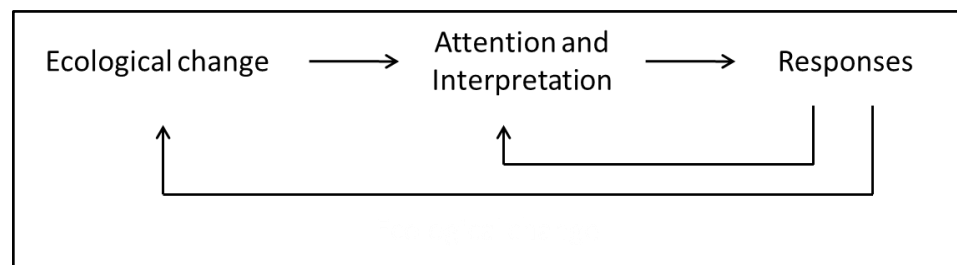 Ecological change
Attention and
Interpretation
Responses